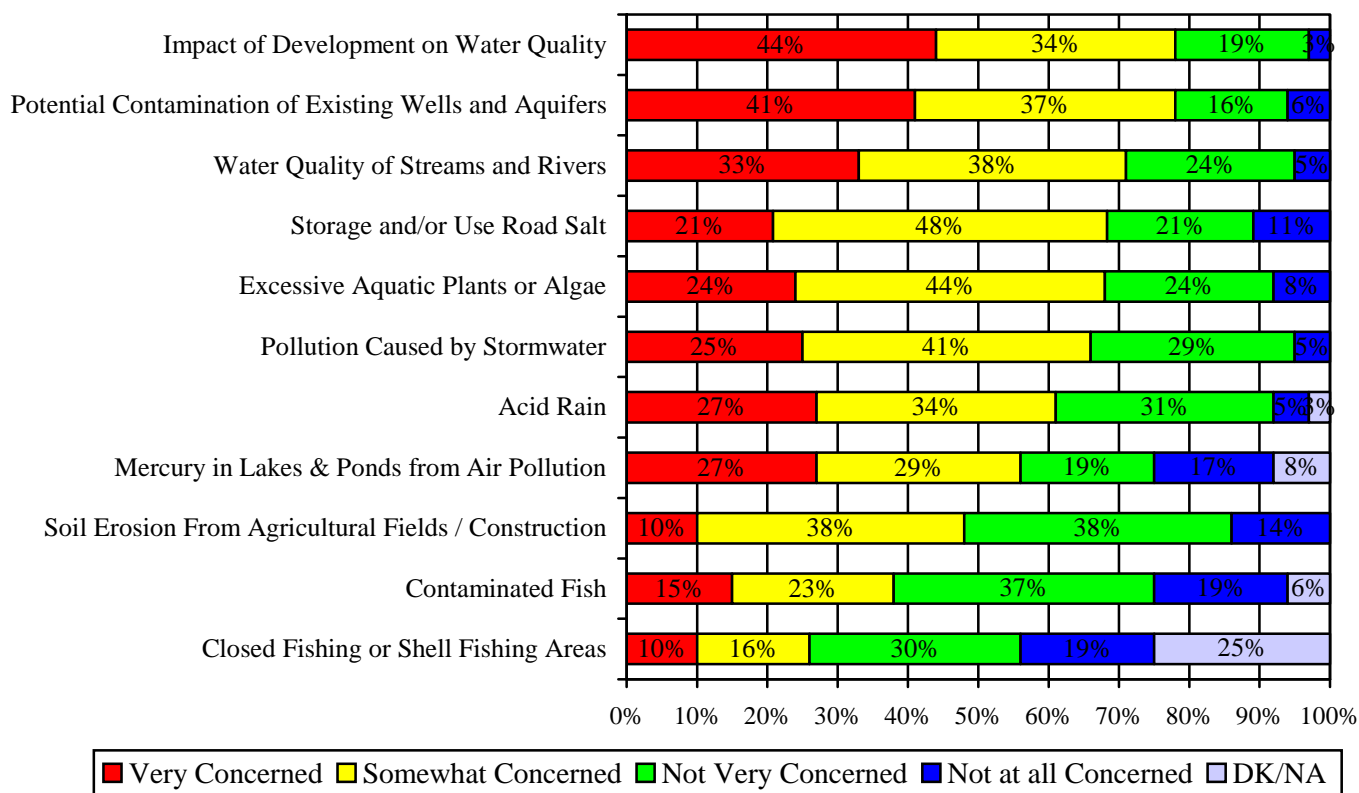 Impact of Development on Water Quality 44% 34% 19% 3%
Potential Contamination of Existing Wells and Aquifers 41% 37% 16% 6%
Water Quality of Streams and Rivers 33% 38% 24% 5%
Storage and/or Use Road Salt 21% 48% 21% 11%
Excessive Aquatic Plants or Algae 24% 44% 24% 8%
Pollution Caused by Stormwater 25% 41% 29% 5%
Acid Rain 27% 34% 31% 5% 3%
Mercury in Lakes & Ponds from Air Pollution 27% 29% 19% 17% 8%
Soil Erosion From Agricultural Fields / Construction 10% 38% 38% 14%
Contaminated Fish 15% 23% 37% 19% 6%
Closed Fishing or Shell Fishing Areas 10% 16% 30% 19% 25%
0% 10% 20% 30% 40% 50% 60% 70% 80% 90% 100%
Very Concerned Somewhat Concerned Not Very Concerned Not at all Concerned DK/NA